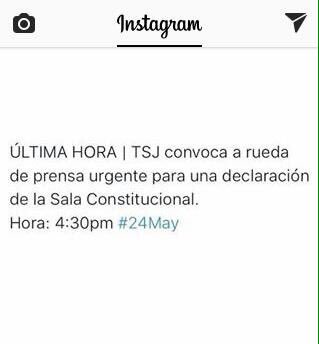 Instagram
ÚLTIMA HORA | TSJ convoca a rueda
de prensa urgente para una declaración
de la Sala Constitucional.
Hora: 4:30pm #24May